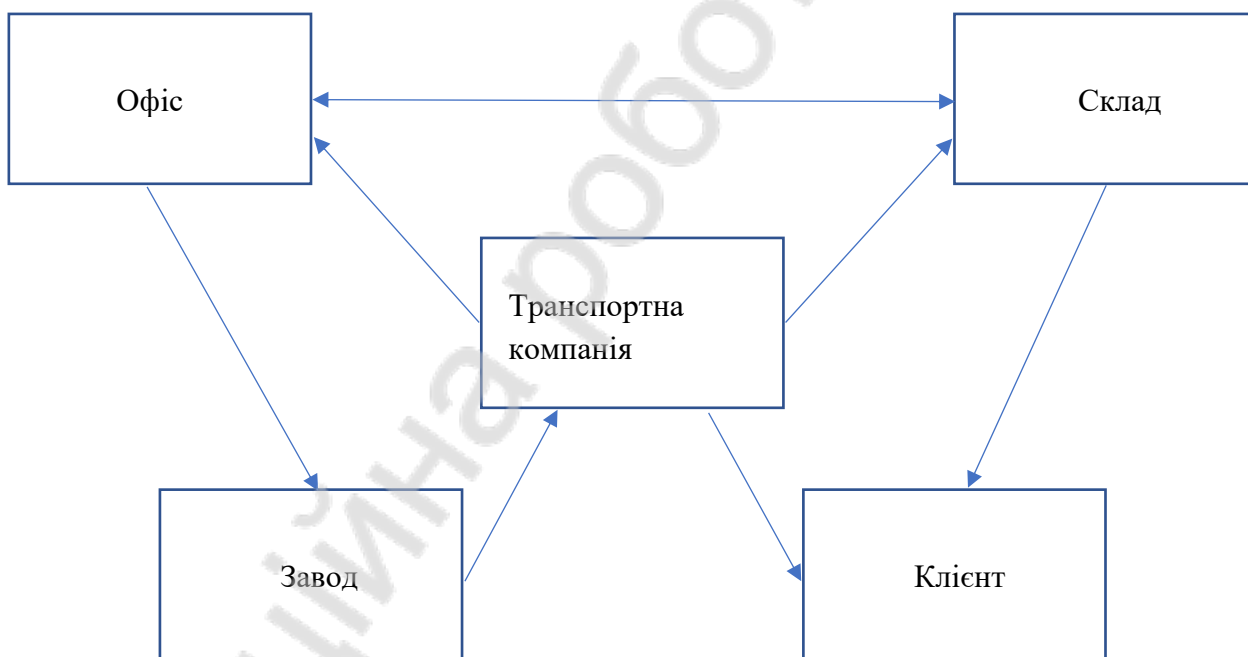 Офіс
Склад
Транспортна
компанія
Завод
Клієнт